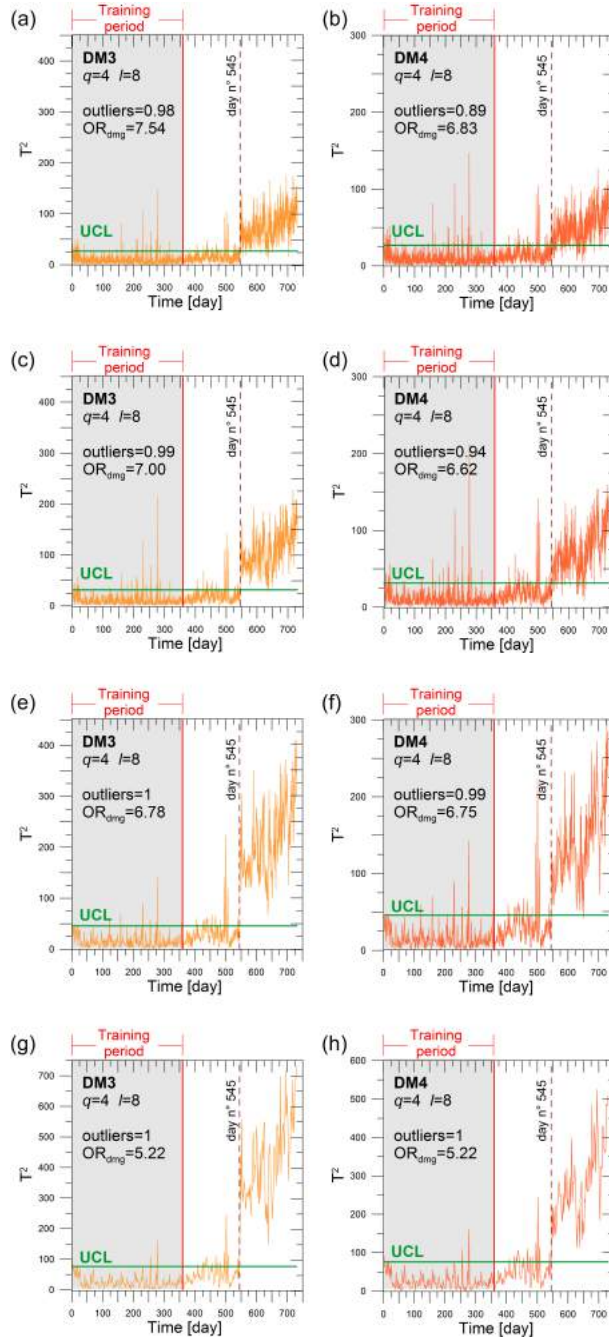 Training
period
(a)
DM3
q=4 l=8
outliers=0.98
ORdmg=7.54
day n° 545
UCL
T²
400
300
200
100
0
0 100 200 300 400 500 600 700
Time [day]
Training
period
(b)
DM4
q=4 l=8
outliers=0.89
ORdmg=6.83
day n° 545
UCL
T²
300
200
100
0
0 100 200 300 400 500 600 700
Time [day]
Training
period
(c)
DM3
q=4 l=8
outliers=0.99
ORdmg=7.00
day n° 545
UCL
T²
400
300
200
100
0
0 100 200 300 400 500 600 700
Time [day]
Training
period
(d)
DM4
q=4 l=8
outliers=0.94
ORdmg=6.62
day n° 545
UCL
T²
300
200
100
0
0 100 200 300 400 500 600 700
Time [day]
Training
period
(e)
DM3
q=4 l=8
outliers=1
ORdmg=6.78
day n° 545
UCL
T²
400
300
200
100
0
0 100 200 300 400 500 600 700
Time [day]
Training
period
(f)
DM4
q=4 l=8
outliers=0.99
ORdmg=6.75
day n° 545
UCL
T²
300
250
200
150
100
50
0
0 100 200 300 400 500 600 700
Time [day]
Training
period
(g)
DM3
q=4 l=8
outliers=1
ORdmg=5.22
day n° 545
UCL
T²
700
600
500
400
300
200
100
0
0 100 200 300 400 500 600 700
Time [day]
Training
period
(h)
DM4
q=4 l=8
outliers=1
ORdmg=5.22
day n° 545
UCL
T²
600
500
400
300
200
100
0
0 100 200 300 400 500 600 700
Time [day]